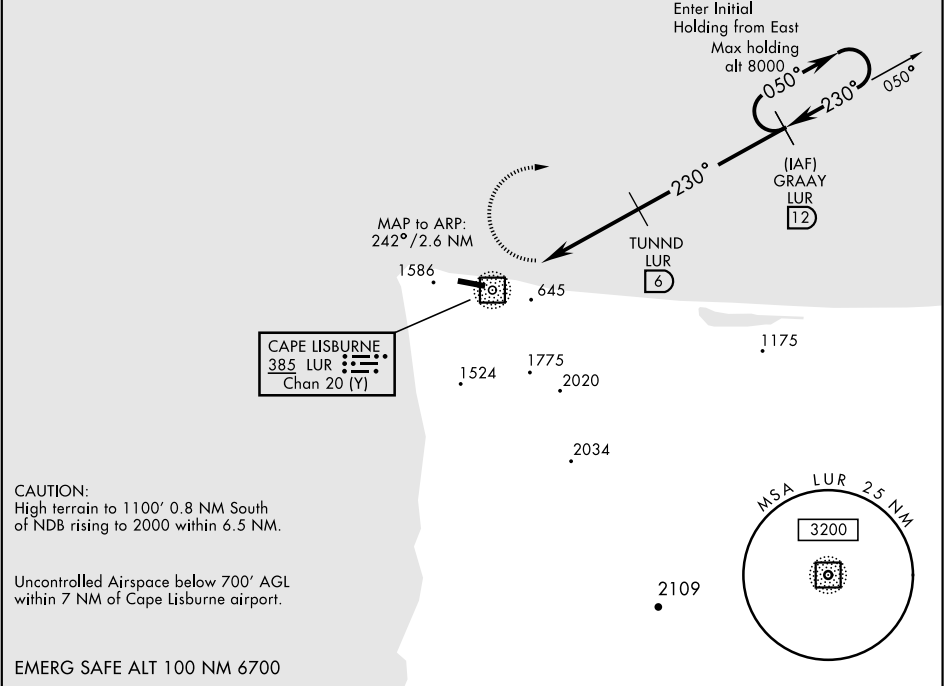 Enter Initial
Holding from East
Max holding
alt 8000
050°
230°
050°
(IAF)
GRAAY
LUR
12
230°
TUNND
LUR
6
MAP to ARP:
242°/2.6 NM
1586
645
CAPE LISBURNE
385 LUR
Chan 20 (Y)
1175
1524
1775
2020
2034
CAUTION:
High terrain to 1100' 0.8 NM South
of NDB rising to 2000 within 6.5 NM.
Uncontrolled Airspace below 700' AGL
within 7 NM of Cape Lisburne airport.
EMERG SAFE ALT 100 NM 6700
2109
MSA LUR 25 NM
3200